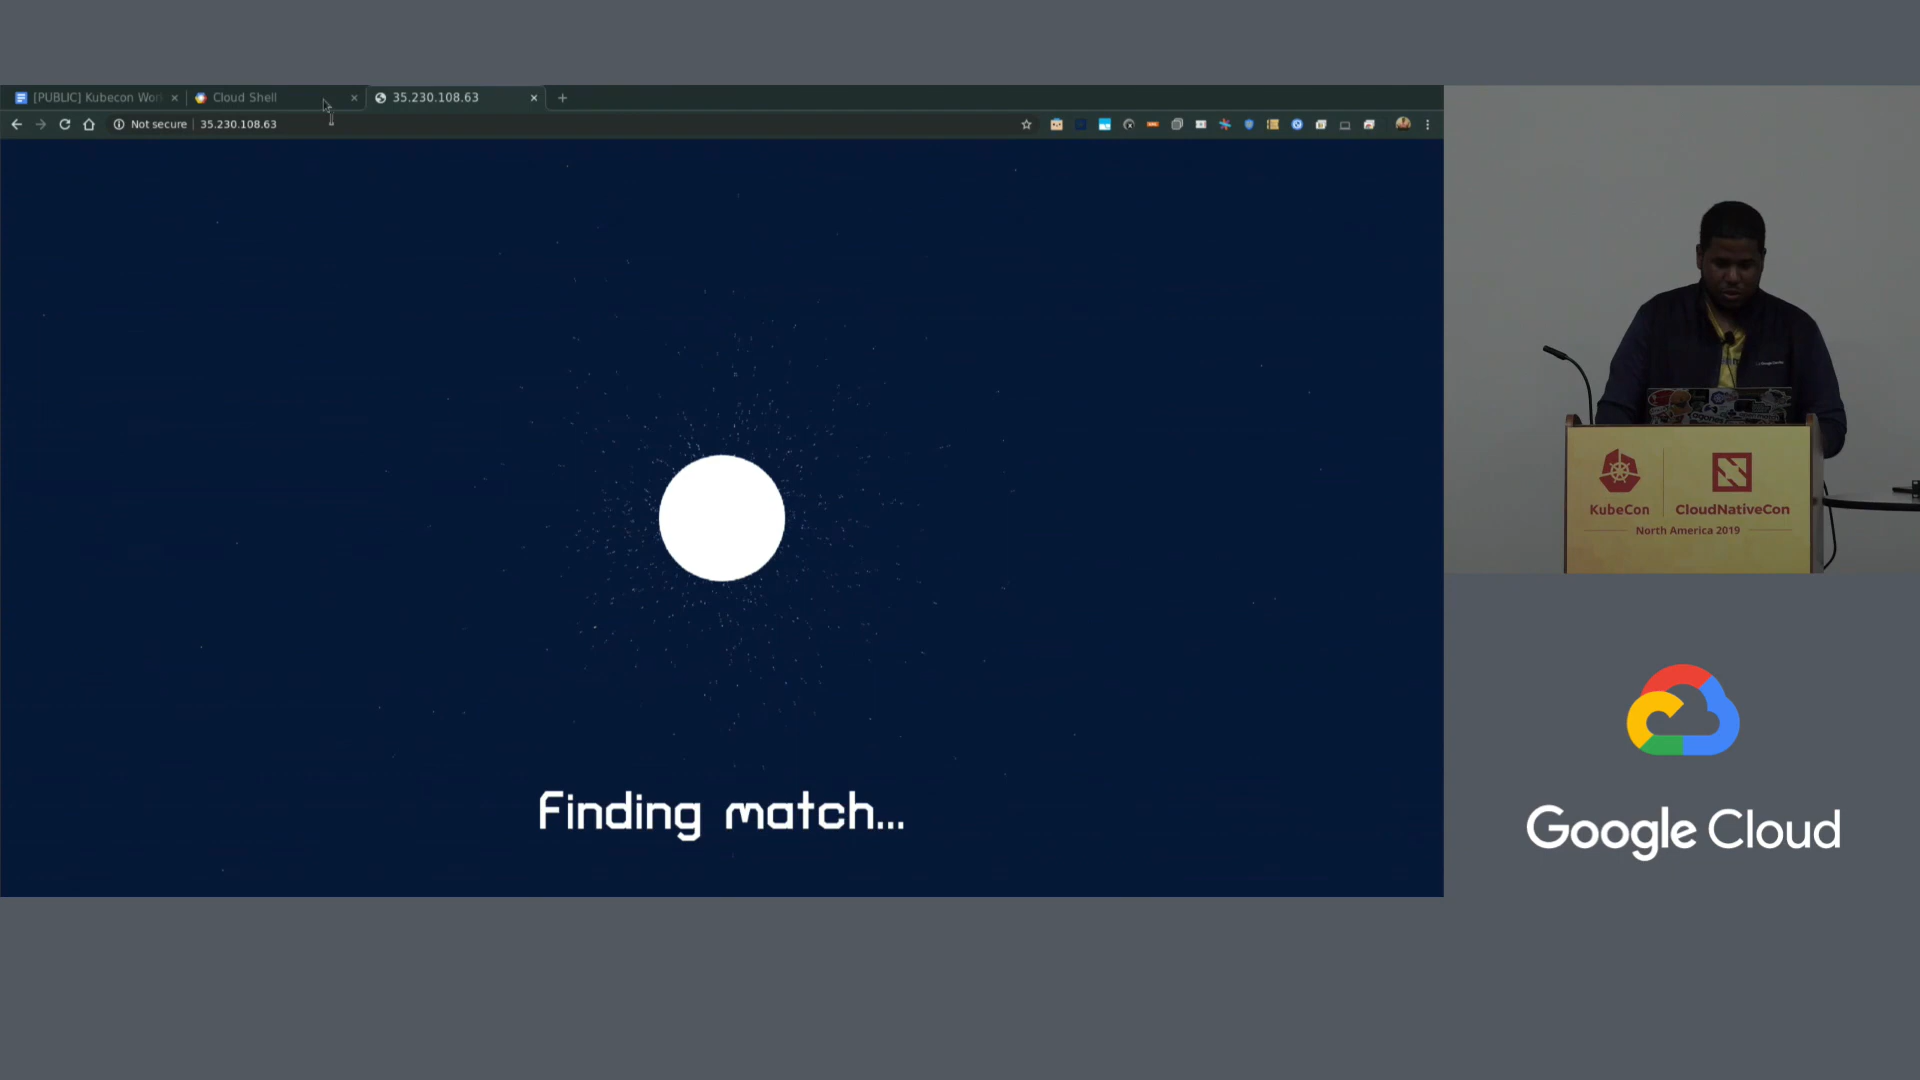 [PUBLIC] Kubecon Wor
Cloud Shell
35.230.108.63
Not secure
35.230.108.63
Finding match...
KubeCon
CloudNativeCon
North America 2019
Google Cloud